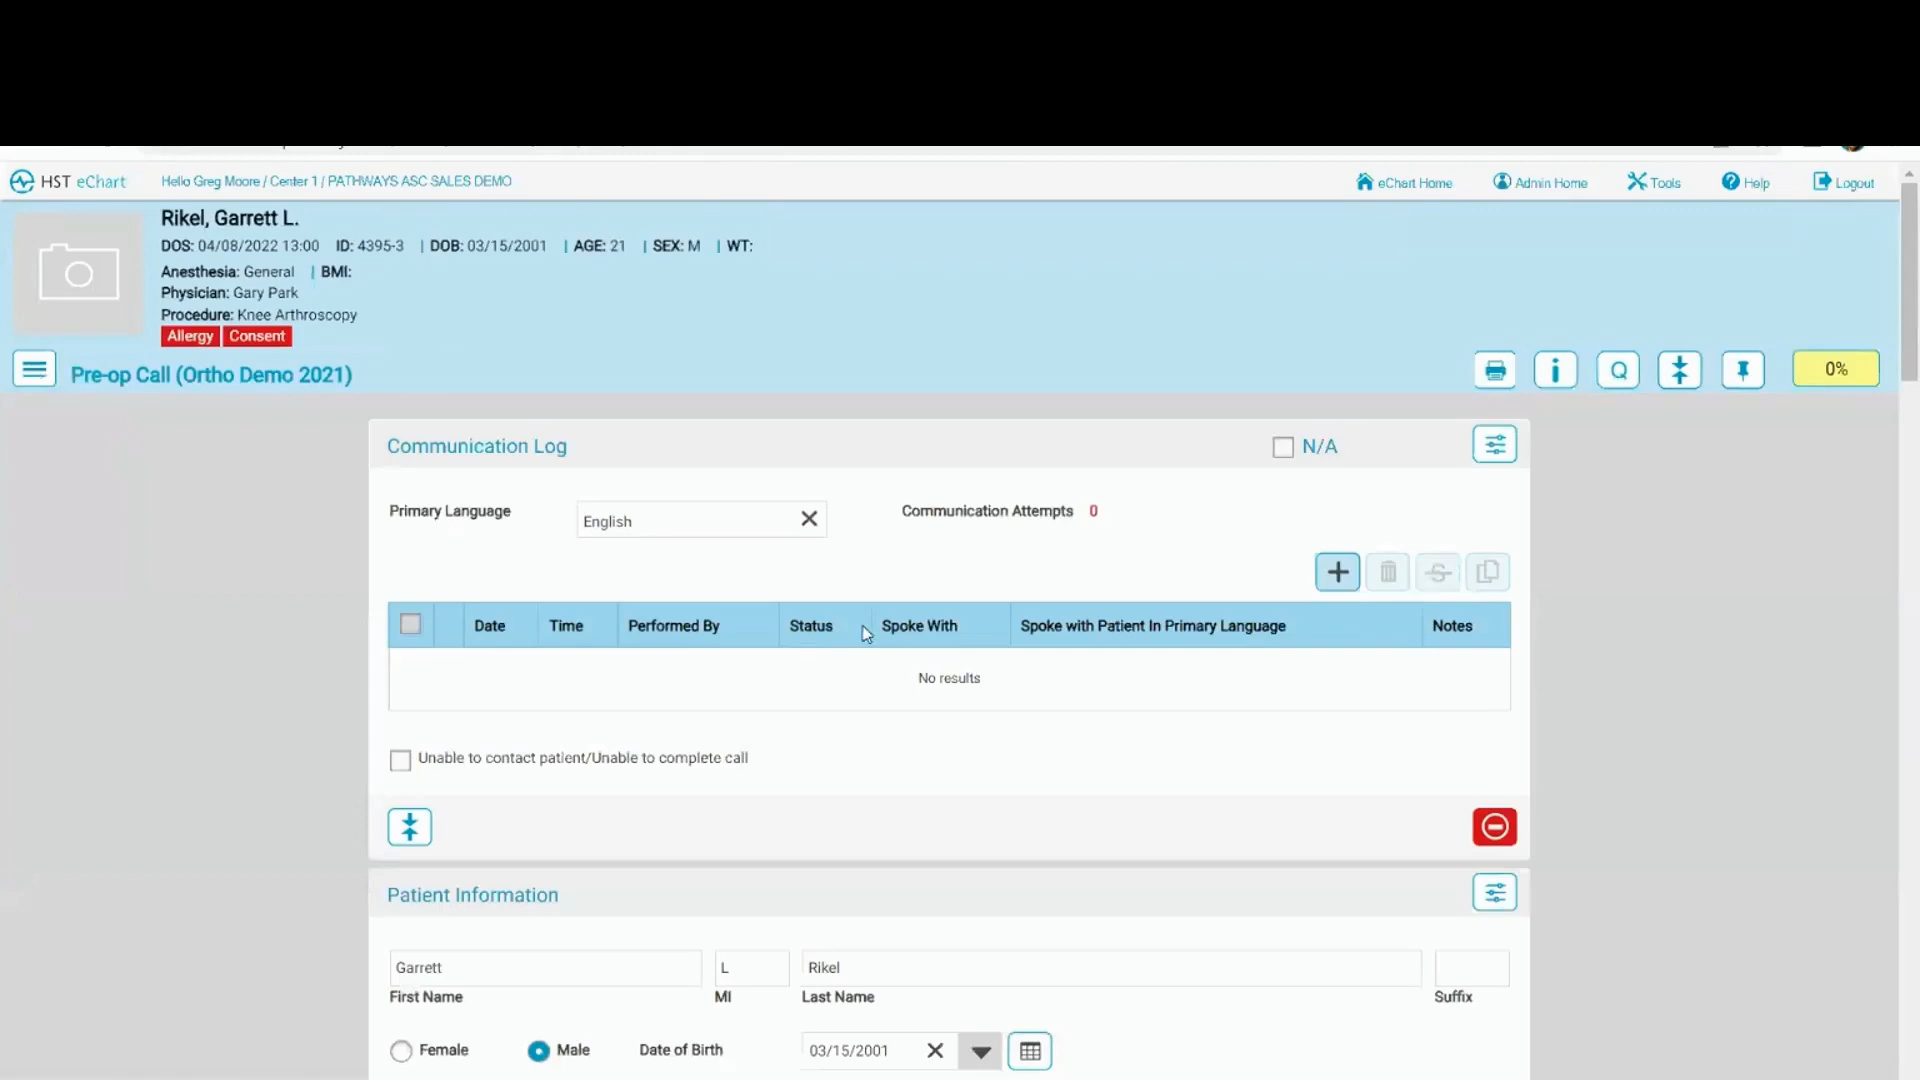 HST eChart Hello Greg Moore / Center 1 / PATHWAYS ASC SALES DEMO eChart Home Admin Home Tools Help Logout
Rikel, Garrett L.
DOS: 04/08/2022 13:00 ID: 4395-3 | DOB: 03/15/2001 | AGE: 21 | SEX: M | WT:
Anesthesia: General | BMI:
Physician: Gary Park
Procedure: Knee Arthroscopy
Allergy Consent
Pre-op Call (Ortho Demo 2021) 0%
Communication Log N/A
Primary Language English Communication Attempts 0
Date Time Performed By Status Spoke With Spoke with Patient In Primary Language Notes
No results
Unable to contact patient/Unable to complete call
Patient Information
Garrett L Rikel
First Name MI Last Name Suffix
Female Male Date of Birth 03/15/2001